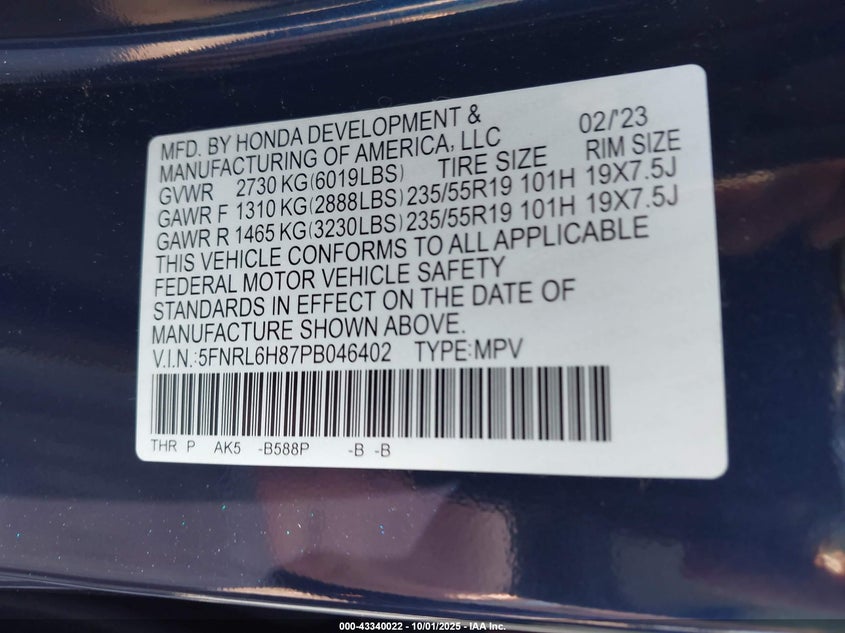 MFD. BY HONDA DEVELOPMENT & 02/'23
MANUFACTURING OF AMERICA, LLC
GVWR 2730 KG(6019LBS) TIRE SIZE RIM SIZE
GAWR F 1310 KG(2888LBS) 235/55R19 101H 19X7.5J
GAWR R 1465 KG(3230LBS) 235/55R19 101H 19X7.5J
THIS VEHICLE CONFORMS TO ALL APPLICABLE
FEDERAL MOTOR VEHICLE SAFETY
STANDARDS IN EFFECT ON THE DATE OF
MANUFACTURE SHOWN ABOVE.
V.I.N.:5FNRL6H87PB046402 TYPE:MPV
THR P AK5 -B588P -B -B
000-43340022 - 10/01/2025 - IAA Inc.